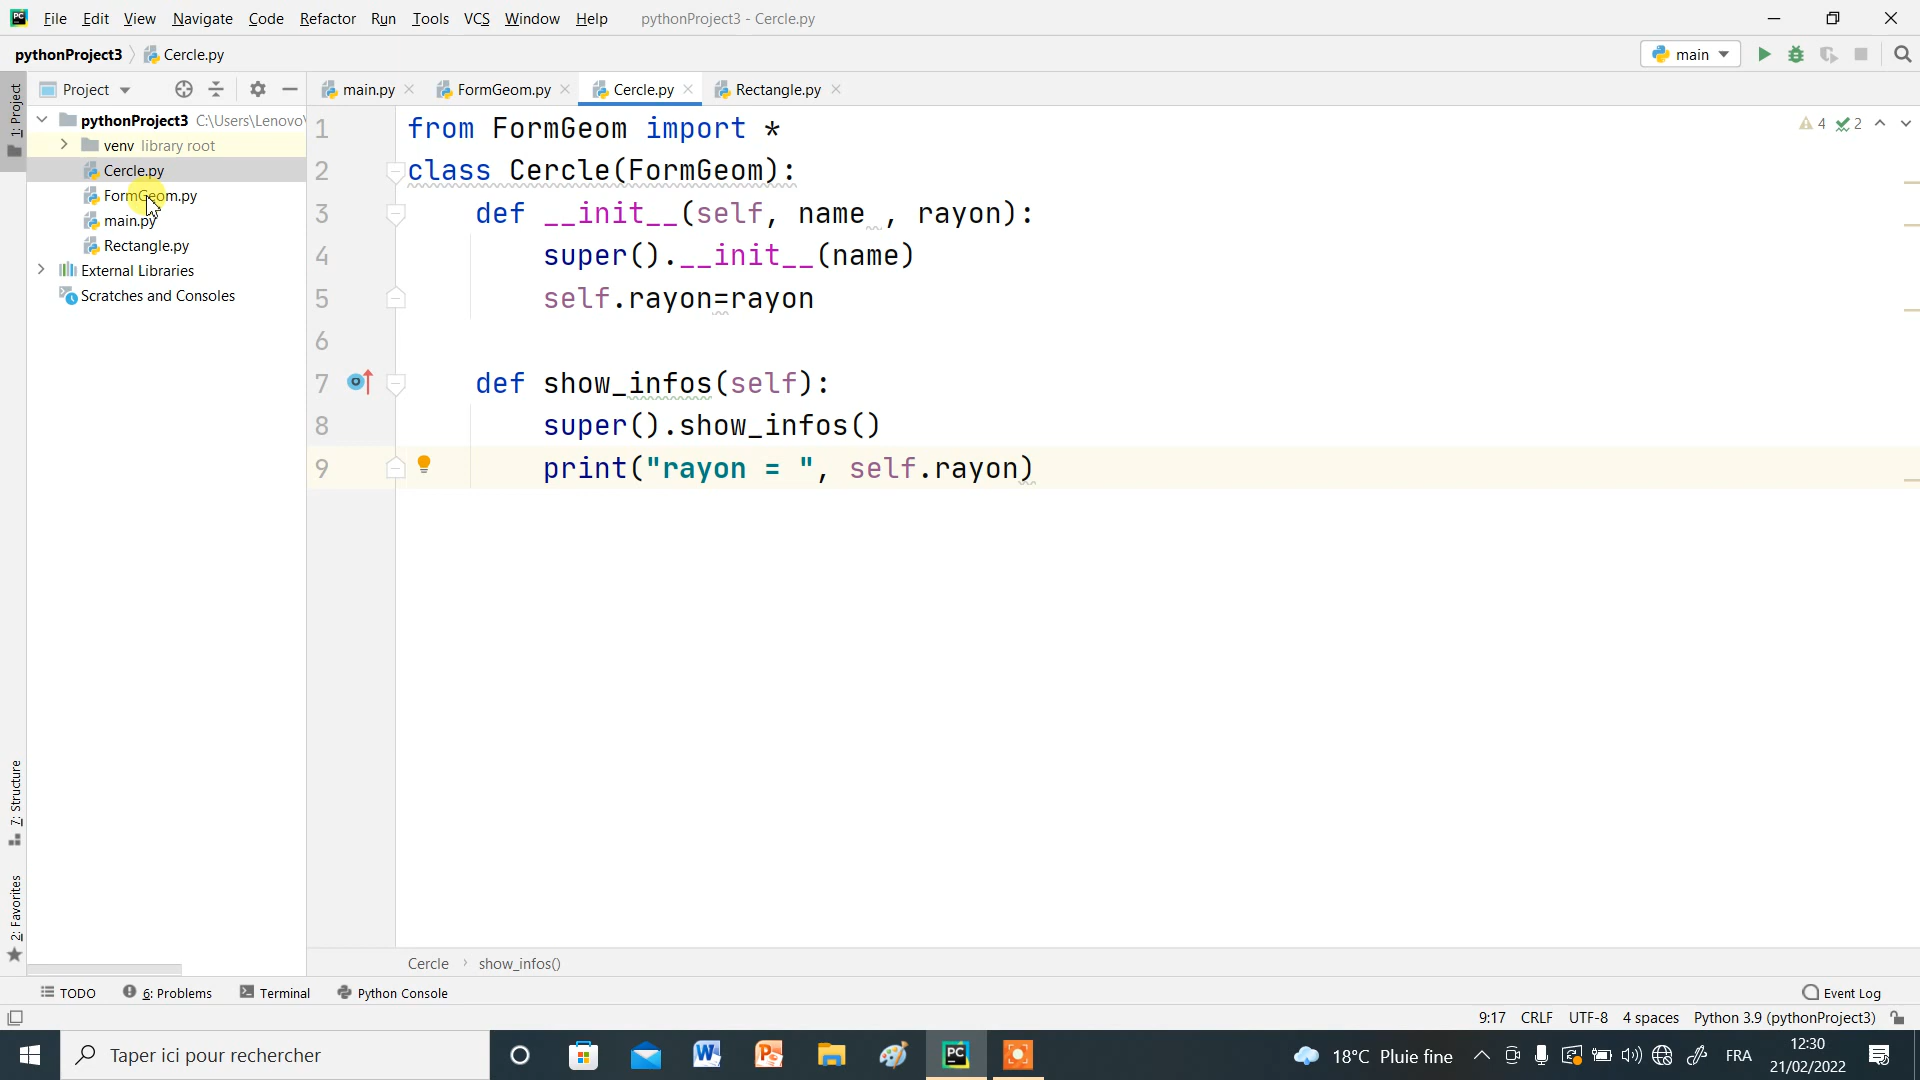 File Edit View Navigate Code Refactor Run Tools VCS Window Help pythonProject3 - Cercle.py
pythonProject3 Cercle.py main
Project main.py FormGeom.py Cercle.py Rectangle.py
1: Project
pythonProject3 C:\Users\Lenovo\
venv library root
Cercle.py
FormGeom.py
main.py
Rectangle.py
External Libraries
Scratches and Consoles
7: Structure
2: Favorites
1 from FormGeom import *
2 class Cercle(FormGeom):
3 def __init__(self, name , rayon):
4 super().__init__(name)
5 self.rayon=rayon
6
7 def show_infos(self):
8 super().show_infos()
9 print("rayon = ", self.rayon)
4 2
Cercle show_infos()
TODO 6: Problems Terminal Python Console Event Log
9:17 CRLF UTF-8 4 spaces Python 3.9 (pythonProject3)
Taper ici pour rechercher
18°C Pluie fine FRA
12:30
21/02/2022